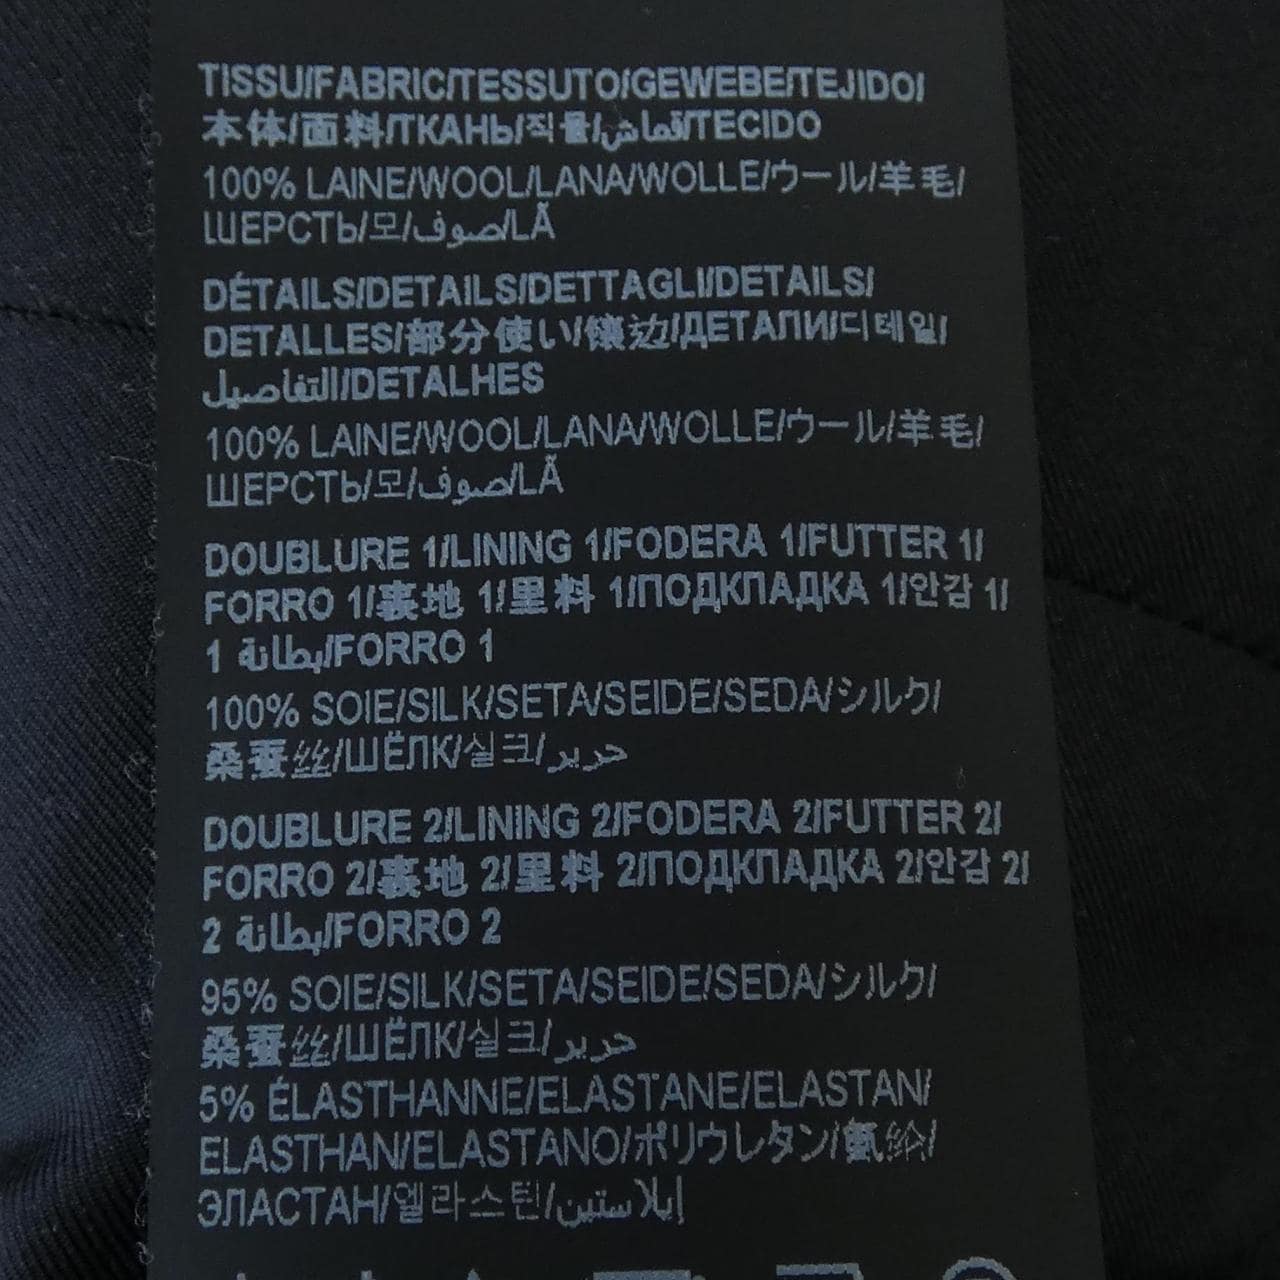 TISSU/FABRIC/TESSUTO/GEWEBE/TEJIDO/
本体/面料/ТКАНЬ/직물/قماش/TECIDO
100% LAINE/WOOL/LANA/WOLLE/ウール/羊毛/
ШЕРСТЬ/모/صوف/LÃ
DÉTAILS/DETAILS/DETTAGLI/DETAILS/
DETALLES/部分使い/镶边/ДЕТАЛИ/디테일/
التفاصيل/DETALHES
100% LAINE/WOOL/LANA/WOLLE/ウール/羊毛/
ШЕРСТЬ/모/صوف/LÃ
DOUBLURE 1/LINING 1/FODERA 1/FUTTER 1/
FORRO 1/裏地 1/里料 1/ПОДКЛАДКА 1/안감 1/
1 بطانة/FORRO 1
100% SOIE/SILK/SETA/SEIDE/SEDA/シルク/
桑蚕丝/ШЁЛК/실크/حرير
DOUBLURE 2/LINING 2/FODERA 2/FUTTER 2/
FORRO 2/裏地 2/里料 2/ПОДКЛАДКА 2/안감 2/
2 بطانة/FORRO 2
95% SOIE/SILK/SETA/SEIDE/SEDA/シルク/
桑蚕丝/ШЁЛК/실크/حرير
5% ÉLASTHANNE/ELASTANE/ELASTAN/
ELASTHAN/ELASTANO/ポリウレタン/氨纶/
ЭЛАСТАН/엘라스틴/إيلاستين